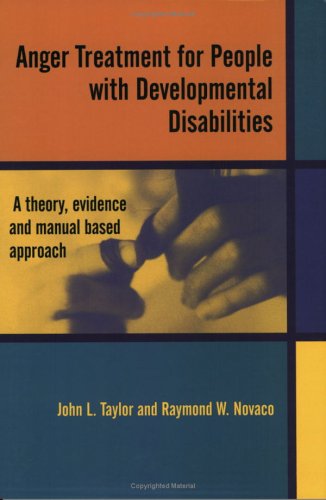 Anger Treatment for People
with Developmental
Disabilities
A theory, evidence
and manual based
approach
John L. Taylor and Raymond W. Novaco
Copyrighted Material